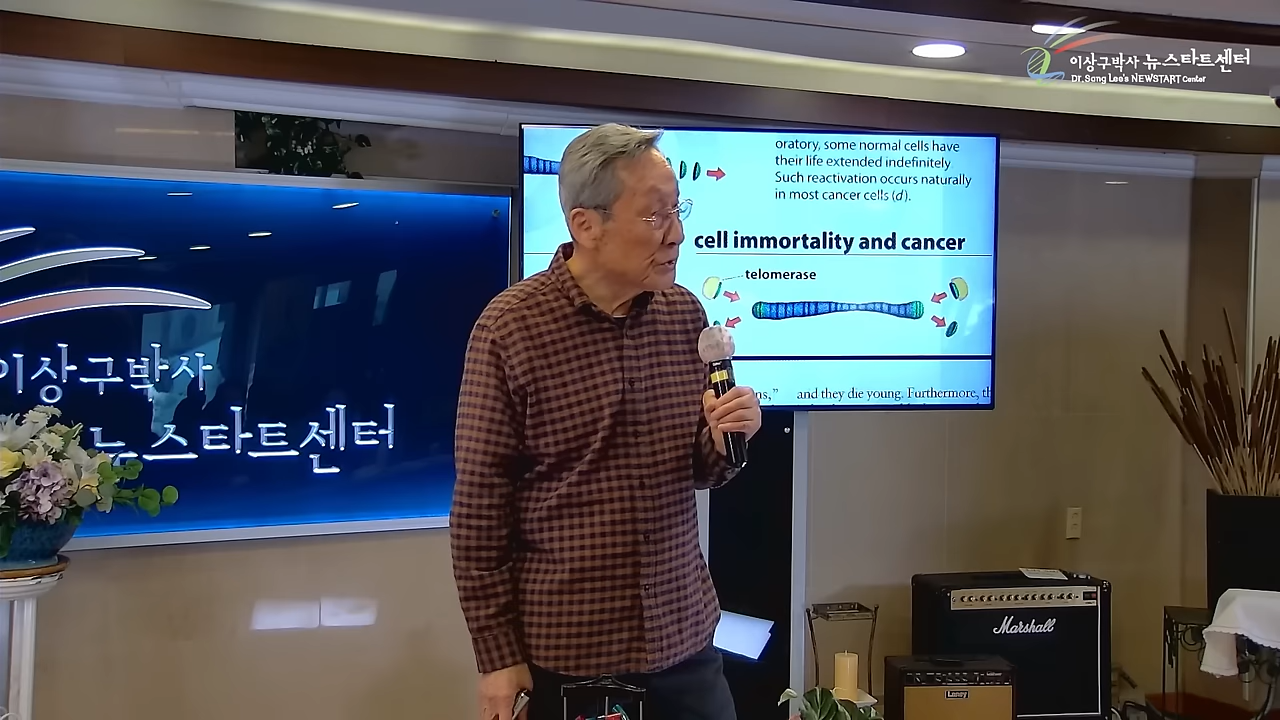 이상구박사 뉴스타트센터
Dr. Sang Lee's NEWSTART Center
oratory, some normal cells have
their life extended indefinitely
Such reactivation occurs naturally
in most cancer cells (d).
cell immortality and cancer
telomerase
and they die young. Furthermore,
이상구박사
뉴스타트센터
Marshall
Laney